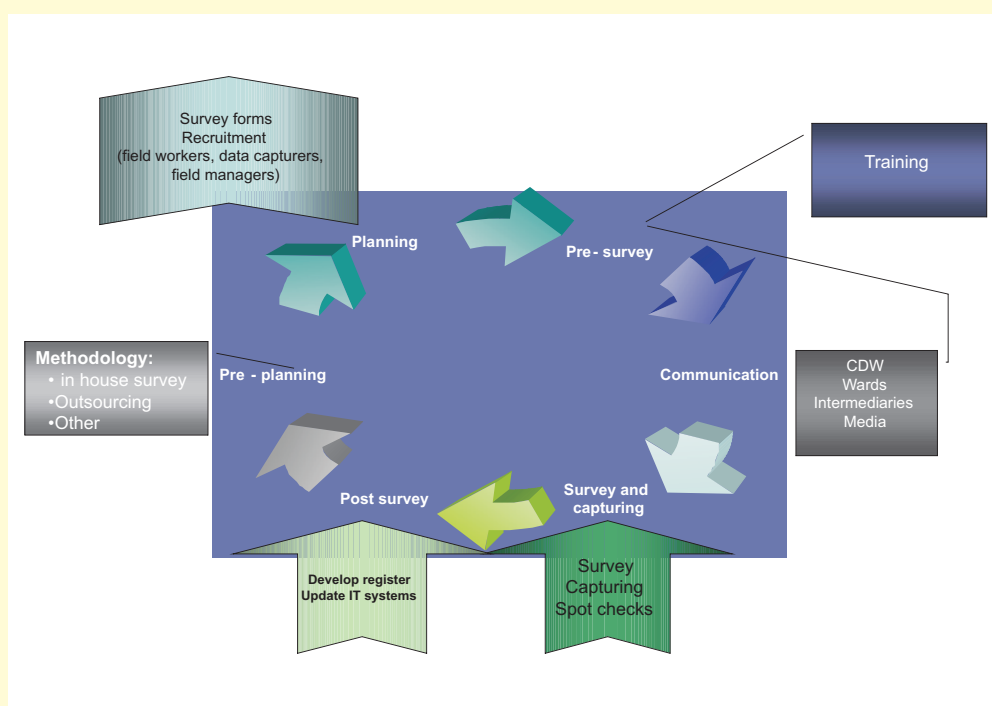 Survey forms
Recruitment
(field workers, data capturers,
field managers)
Training
Planning
Pre - survey
Methodology:
• in house survey
•Outsourcing
•Other
Pre - planning
Communication
CDW
Wards
Intermediaries
Media
Post survey
Survey and
capturing
Develop register
Update IT systems
Survey
Capturing
Spot checks